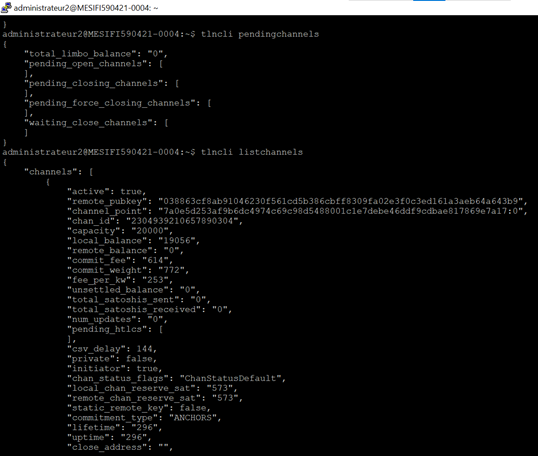 administrateur2@MESIFI590421-0004: ~
}
administrateur2@MESIFI590421-0004:~$ tlncli pendingchannels
{
    "total_limbo_balance": "0",
    "pending_open_channels": [
    ],
    "pending_closing_channels": [
    ],
    "pending_force_closing_channels": [
    ],
    "waiting_close_channels": [
    ]
}
administrateur2@MESIFI590421-0004:~$ tlncli listchannels
{
    "channels": [
        {
            "active": true,
            "remote_pubkey": "038863cf8ab91046230f561cd5b386cbff8309fa02e3f0c3ed161a3aeb64a643b9",
            "channel_point": "7a0e5d253af9b6dc4974c69c98d5488001c1e7debe46ddf9cdbae817869e7a17:0",
            "chan_id": "2304939210657890304",
            "capacity": "20000",
            "local_balance": "19056",
            "remote_balance": "0",
            "commit_fee": "614",
            "commit_weight": "772",
            "fee_per_kw": "253",
            "unsettled_balance": "0",
            "total_satoshis_sent": "0",
            "total_satoshis_received": "0",
            "num_updates": "0",
            "pending_htlcs": [
            ],
            "csv_delay": 144,
            "private": false,
            "initiator": true,
            "chan_status_flags": "ChanStatusDefault",
            "local_chan_reserve_sat": "573",
            "remote_chan_reserve_sat": "573",
            "static_remote_key": false,
            "commitment_type": "ANCHORS",
            "lifetime": "296",
            "uptime": "296",
            "close_address": "",